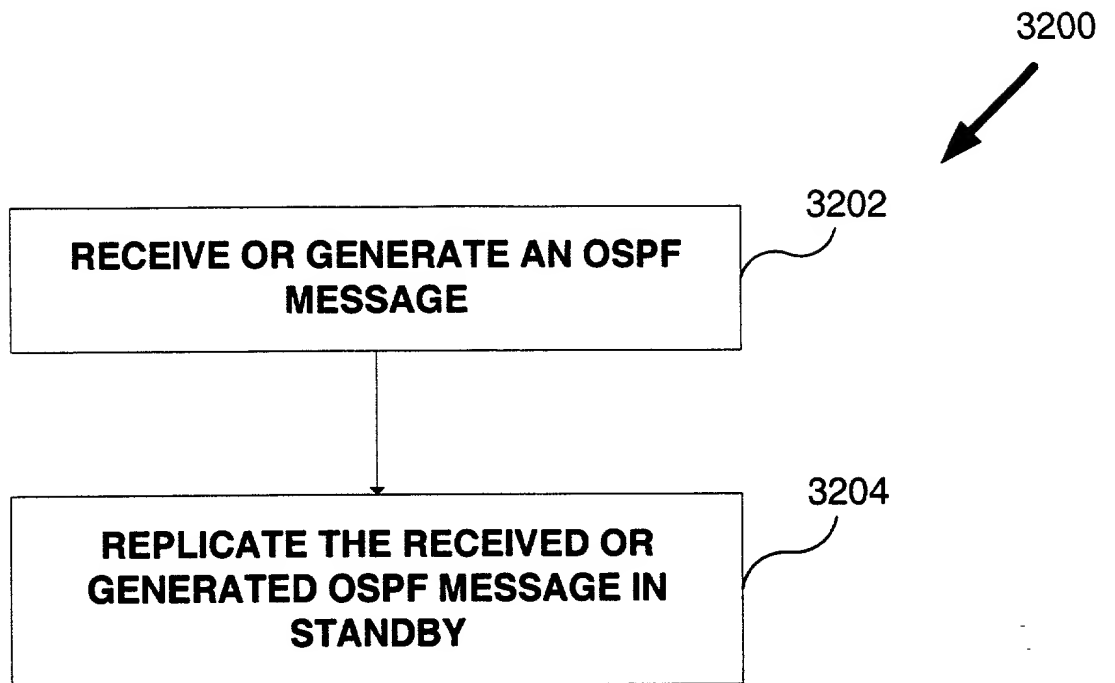 3200
3202
RECEIVE OR GENERATE AN OSPF
MESSAGE
3204
REPLICATE THE RECEIVED OR
GENERATED OSPF MESSAGE IN
STANDBY